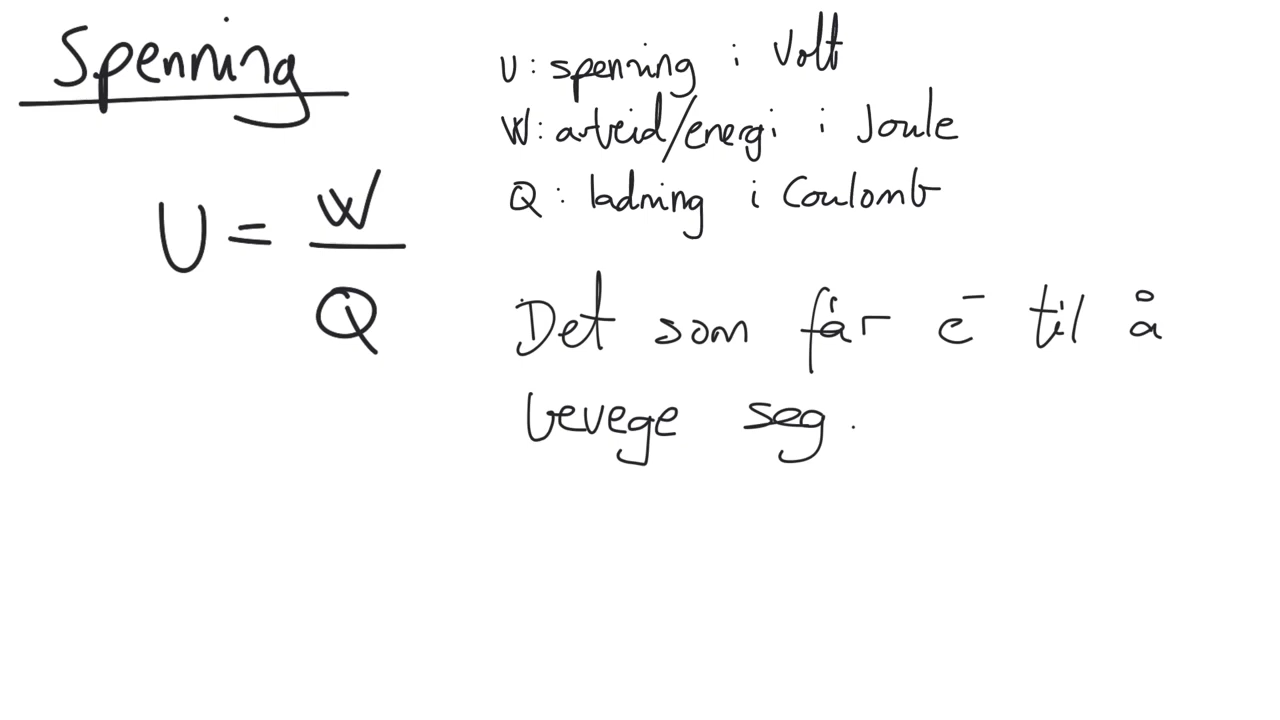 Spenning
U = W/Q
U: spenning i Volt
W: arbeid/energi i Joule
Q: ladning i Coulomb
Det som får e⁻ til å
bevege seg.